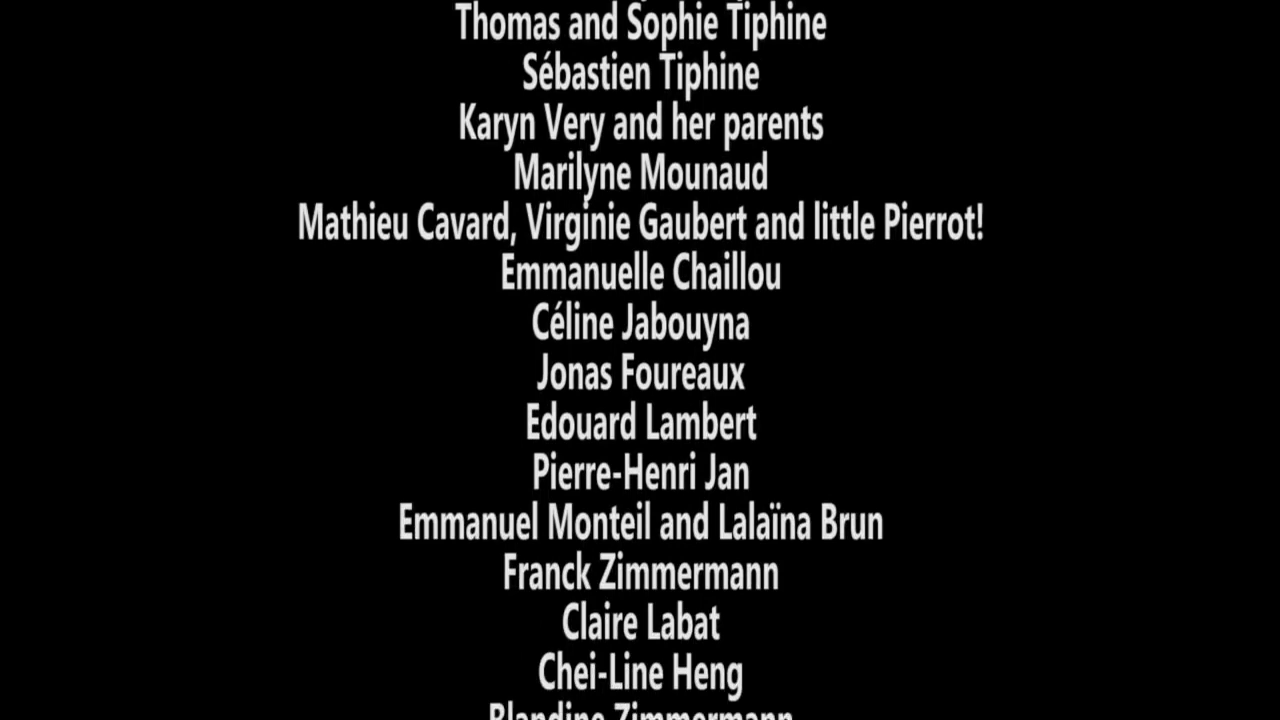 Thomas and Sophie Tiphine
Sébastien Tiphine
Karyn Very and her parents
Marilyne Mounaud
Mathieu Cavard, Virginie Gaubert and little Pierrot!
Emmanuelle Chaillou
Céline Jabouyna
Jonas Foureaux
Edouard Lambert
Pierre-Henri Jan
Emmanuel Monteil and Lalaïna Brun
Franck Zimmermann
Claire Labat
Chei-Line Heng
Blandine Zimmermann